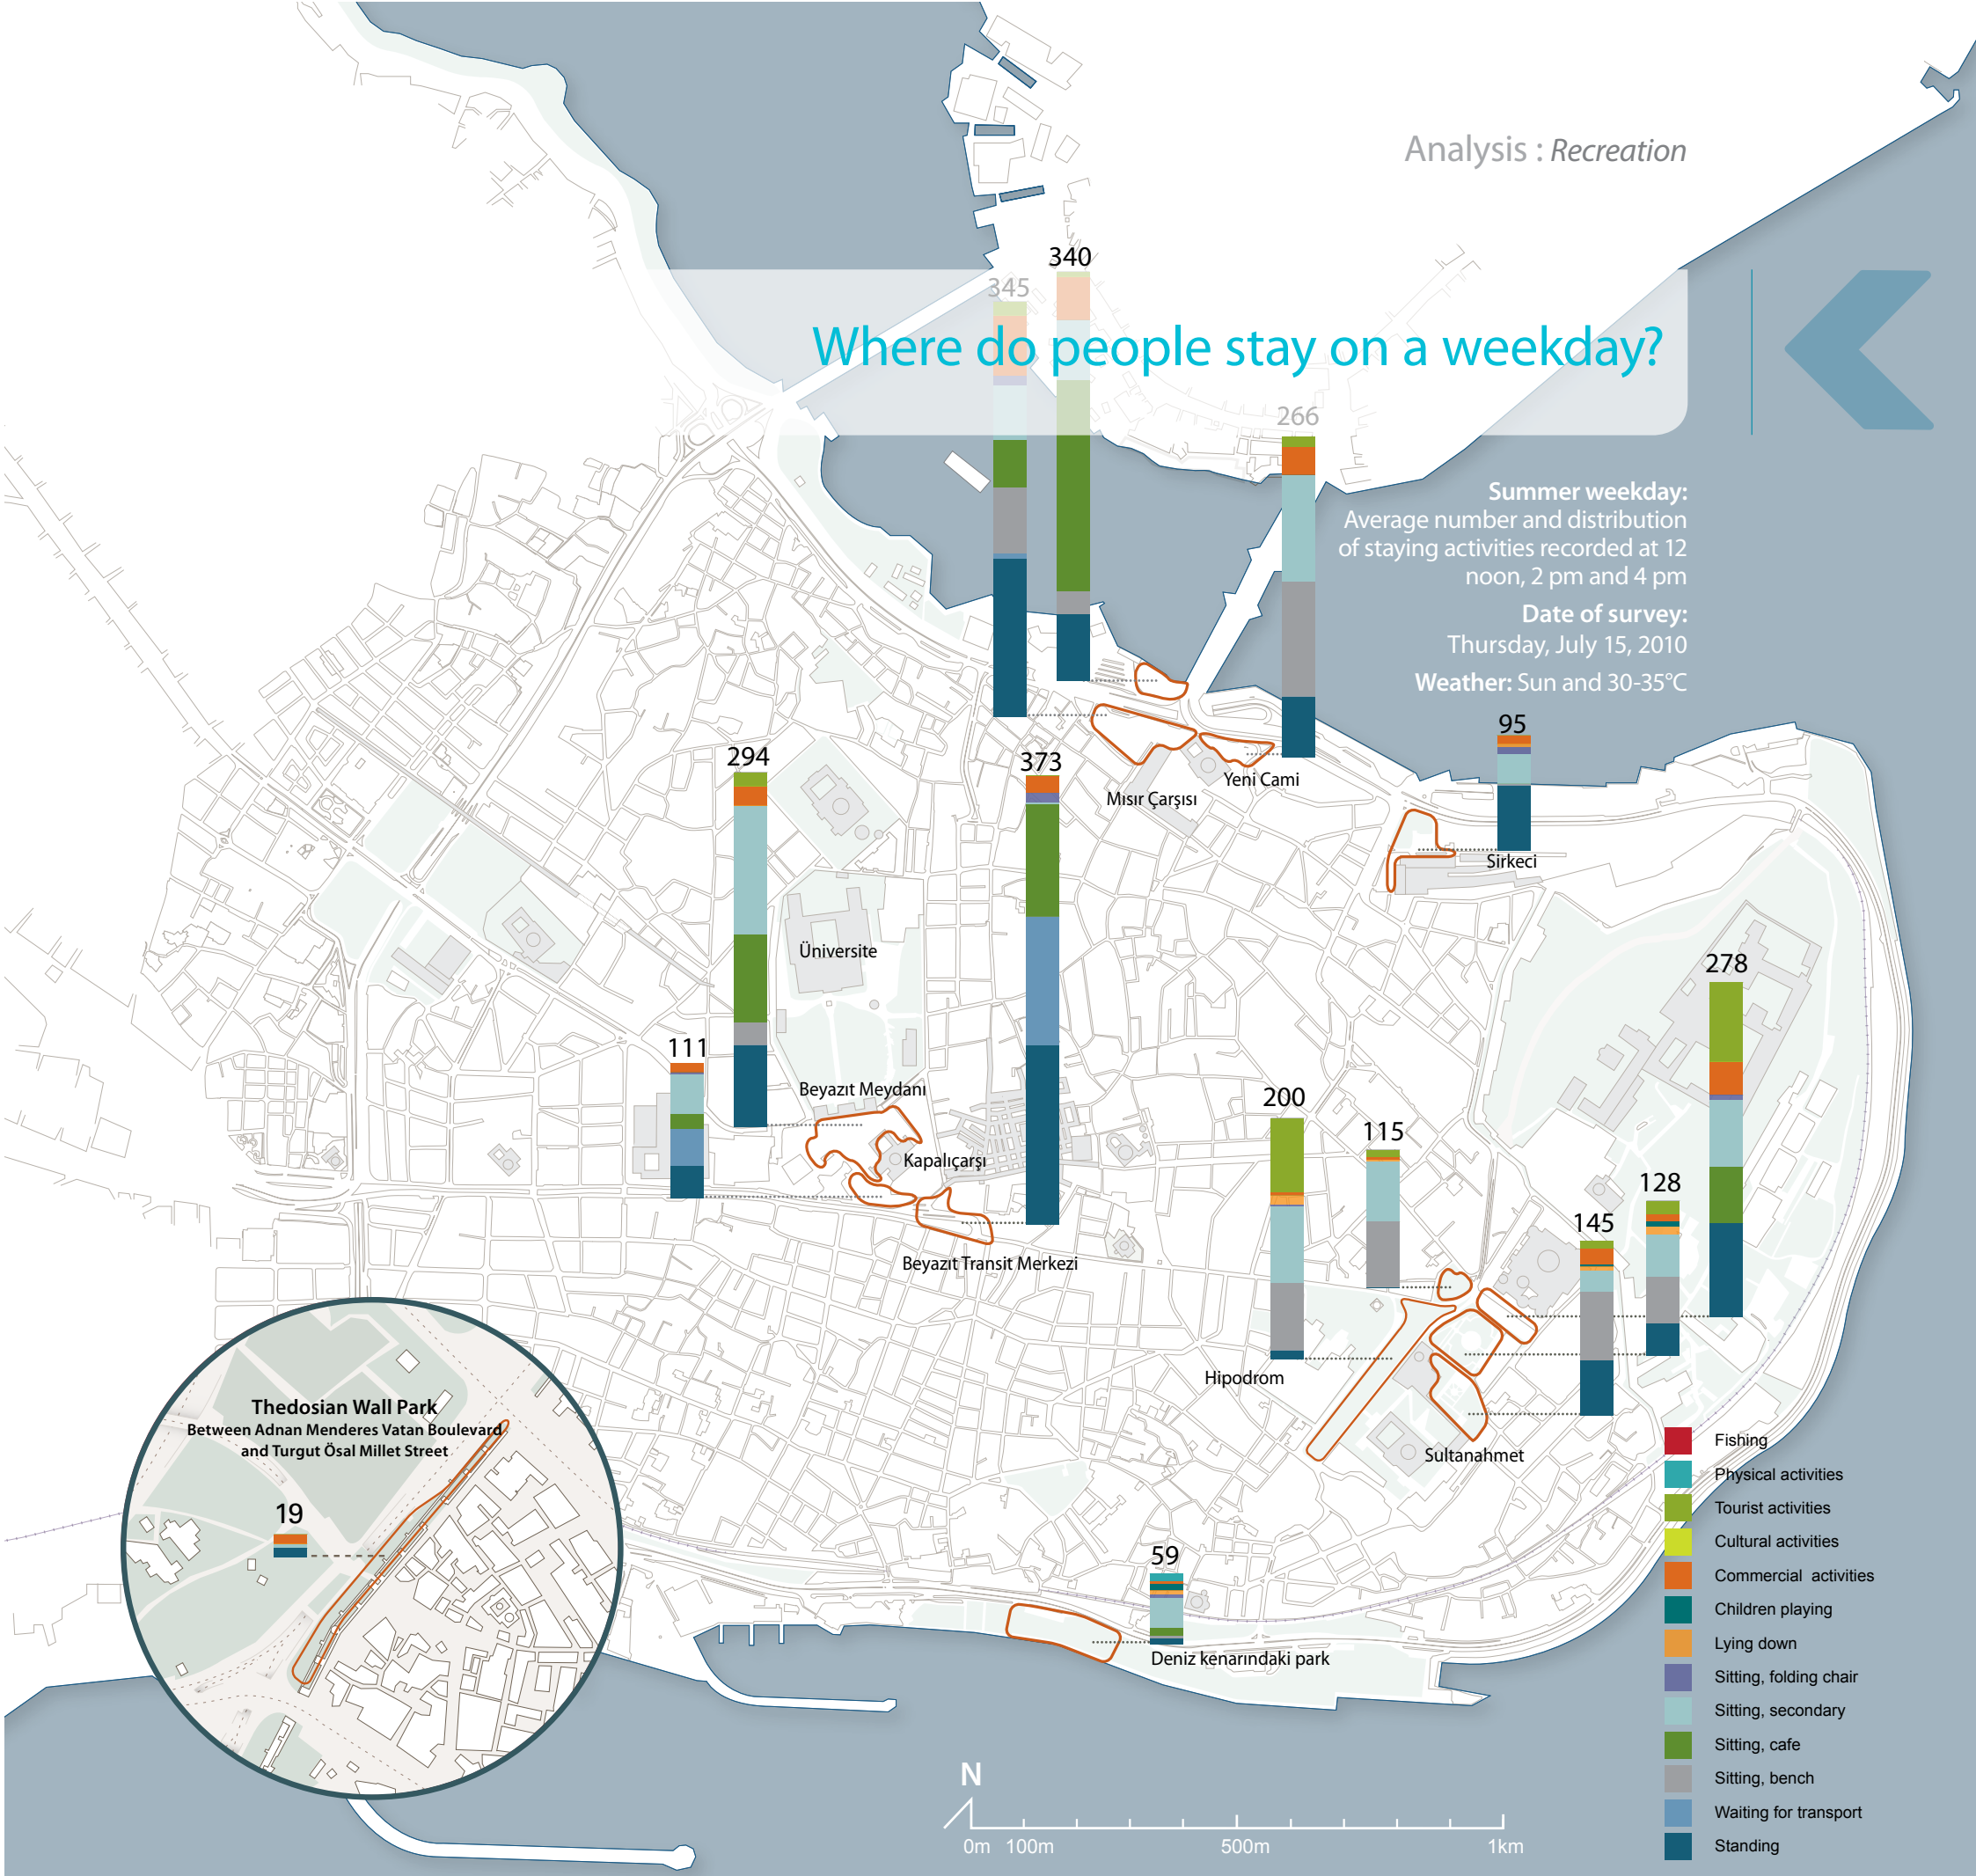 Analysis : Recreation
Where do people stay on a weekday?
Summer weekday:
Average number and distribution
of staying activities recorded at 12
noon, 2 pm and 4 pm
Date of survey:
Thursday, July 15, 2010
Weather: Sun and 30-35°C
340
345
266
95
294
373
Yeni Cami
Mısır Çarşısı
Sirkeci
Üniversite
278
111
Beyazıt Meydanı
200
115
Kapalıçarşı
128
145
Beyazıt Transit Merkezi
Hipodrom
Sultanahmet
Thedosian Wall Park
Between Adnan Menderes Vatan Boulevard
and Turgut Ösal Millet Street
19
59
Deniz kenarındaki park
Fishing
Physical activities
Tourist activities
Cultural activities
Commercial activities
Children playing
Lying down
Sitting, folding chair
Sitting, secondary
Sitting, cafe
Sitting, bench
Waiting for transport
Standing
N
0m 100m 500m 1km